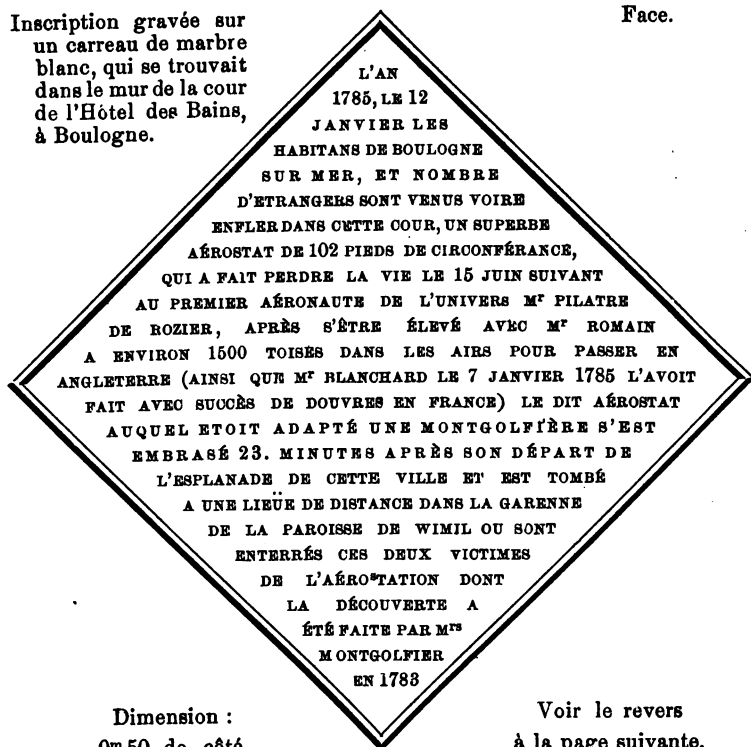 Inscription gravée sur
un carreau de marbre
blanc, qui se trouvait
dans le mur de la cour
de l'Hôtel des Bains,
à Boulogne.
Face.
L'AN
1785, LE 12
JANVIER LES
HABITANS DE BOULOGNE
SUR MER, ET NOMBRE
D'ETRANGERS SONT VENUS VOIRE
ENFLER DANS CETTE COUR, UN SUPERBE
AÉROSTAT DE 102 PIEDS DE CIRCONFÉRANCE,
QUI A FAIT PERDRE LA VIE LE 15 JUIN SUIVANT
AU PREMIER AÉRONAUTE DE L'UNIVERS Mr PILATRE
DE ROZIER, APRÈS S'ÊTRE ÉLEVÉ AVEC Mr ROMAIN
A ENVIRON 1500 TOISES DANS LES AIRS POUR PASSER EN
ANGLETERRE (AINSI QUE Mr BLANCHARD LE 7 JANVIER 1785 L'AVOIT
FAIT AVEC SUCCÈS DE DOUVRES EN FRANCE) LE DIT AÉROSTAT
AUQUEL ETOIT ADAPTÉ UNE MONTGOLFIÈRE S'EST
EMBRASÉ 23. MINUTES APRÈS SON DÉPART DE
L'ESPLANADE DE CETTE VILLE ET EST TOMBÉ
A UNE LIEÜE DE DISTANCE DANS LA GARENNE
DE LA PAROISSE DE WIMIL OU SONT
ENTERRÉS CES DEUX VICTIMES
DE L'AÉROSTATION DONT
LA DÉCOUVERTE A
ÉTÉ FAITE PAR Mrs
MONTGOLFIER
EN 1783
Dimension :
0m 50 de côté
Voir le revers
à la page suivante.